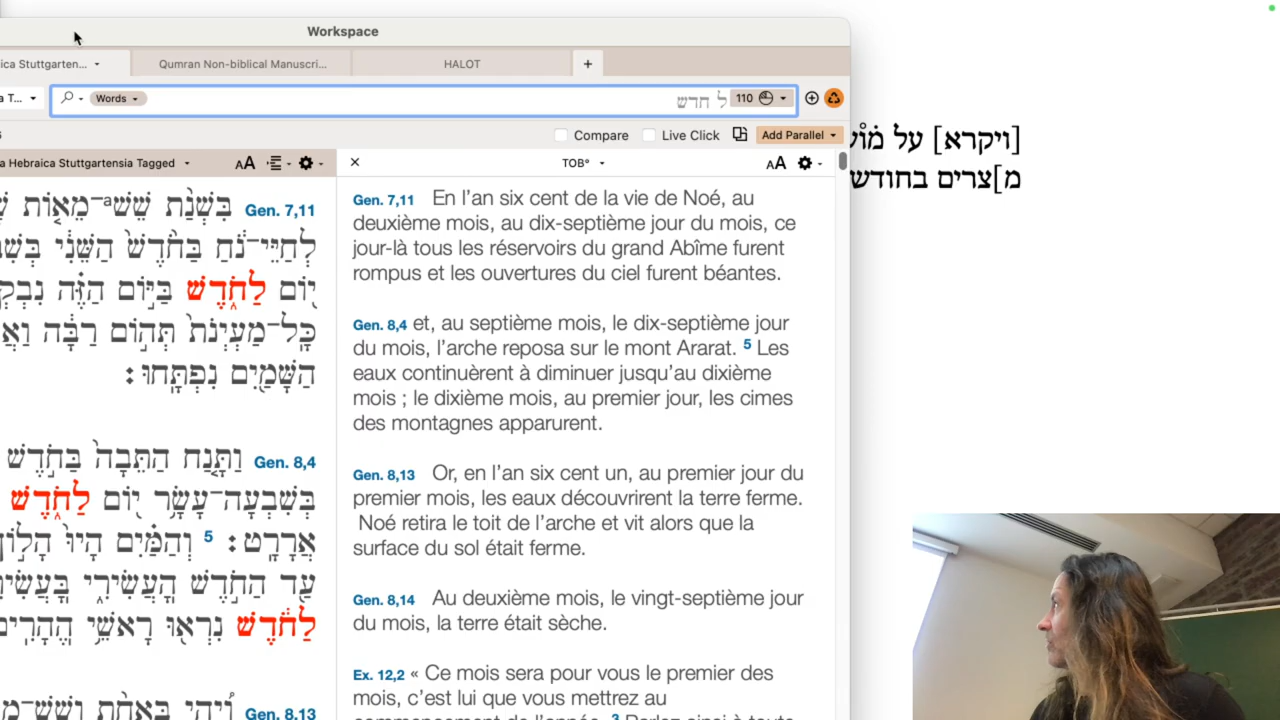 Workspace
ica Stuttgarten...
Qumran Non-biblical Manuscri...
HALOT
+
a T...
Words
ל חדש
110
Compare
Live Click
Add Parallel
a Hebraica Stuttgartensia Tagged
AA
TOB°
AA
Gen. 7,11 בִּשְׁנַ֨ת שֵׁשׁ־מֵא֤וֹת
לְחַיֵּי־נֹ֔חַ בַּחֹ֙דֶשׁ֙ הַשֵּׁנִ֔י
י֖וֹם לַחֹ֑דֶשׁ בַּיּ֣וֹם הַזֶּ֗ה
כָּֽל־מַעְיְנֹת֙ תְּה֣וֹם רַבָּ֔ה
הַשָּׁמַ֖יִם נִפְתָּֽחוּ׃
Gen. 8,4 וַתָּ֤נַח הַתֵּבָה֙ בַּחֹ֣דֶשׁ
בְּשִׁבְעָה־עָשָׂ֥ר י֖וֹם לַחֹ֑דֶשׁ
אֲרָרָֽט׃ 5 וְהַמַּ֗יִם הָיוּ֙
עַ֖ד הַחֹ֣דֶשׁ הָֽעֲשִׂירִ֑י
לַחֹ֔דֶשׁ נִרְא֖וּ רָאשֵׁ֥י
Gen. 8,13 וַֽ֠יְהִי בְּאַחַ֨ת וְשֵׁשׁ־
Gen. 7,11 En l'an six cent de la vie de Noé, au
deuxième mois, au dix-septième jour du mois, ce
jour-là tous les réservoirs du grand Abîme furent
rompus et les ouvertures du ciel furent béantes.
Gen. 8,4 et, au septième mois, le dix-septième jour
du mois, l'arche reposa sur le mont Ararat. 5 Les
eaux continuèrent à diminuer jusqu'au dixième
mois ; le dixième mois, au premier jour, les cimes
des montagnes apparurent.
Gen. 8,13 Or, en l'an six cent un, au premier jour du
premier mois, les eaux découvrirent la terre ferme.
Noé retira le toit de l'arche et vit alors que la
surface du sol était ferme.
Gen. 8,14 Au deuxième mois, le vingt-septième jour
du mois, la terre était sèche.
Ex. 12,2 « Ce mois sera pour vous le premier des
mois, c'est lui que vous mettrez au
[ויקרא] על
מ]צרים בחודש